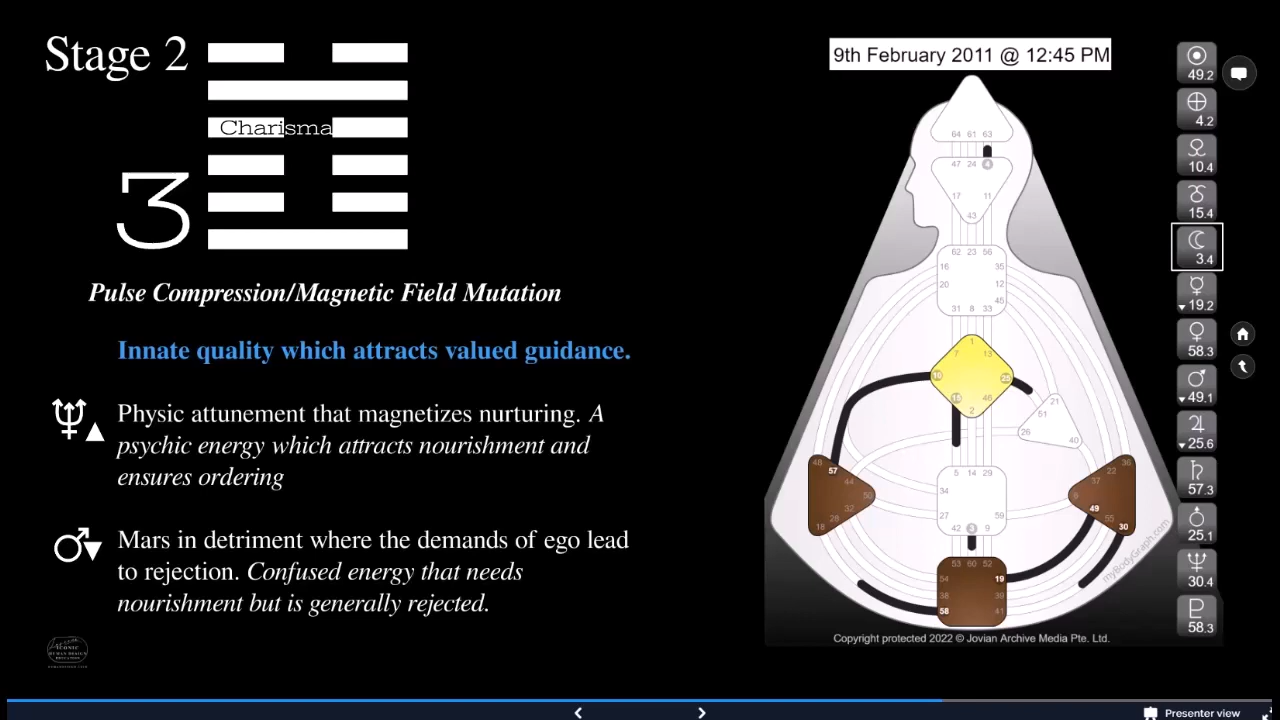 Stage 2
Charisma
3
Pulse Compression/Magnetic Field Mutation
Innate quality which attracts valued guidance.
Physic attunement that magnetizes nurturing. A
psychic energy which attracts nourishment and
ensures ordering
Mars in detriment where the demands of ego lead
to rejection. Confused energy that needs
nourishment but is generally rejected.
9th February 2011 @ 12:45 PM
64 61 63
47 24 4
17 11
43
62 23 56
16 35
20 12
45
31 8 33
1
7 13
10 25
15 46
2
21
51
26 40
48 57
44
50
32
28
18
36
22
37
6
49
55
30
5 14 29
34
27 59
42 3 9
53 60 52
54 19
38 39
58 41
49.2
4.2
10.4
15.4
3.4
19.2
58.3
49.1
25.6
57.3
25.1
30.4
58.3
myBodyGraph.com
Copyright protected 2022 © Jovian Archive Media Pte. Ltd.
Presenter view